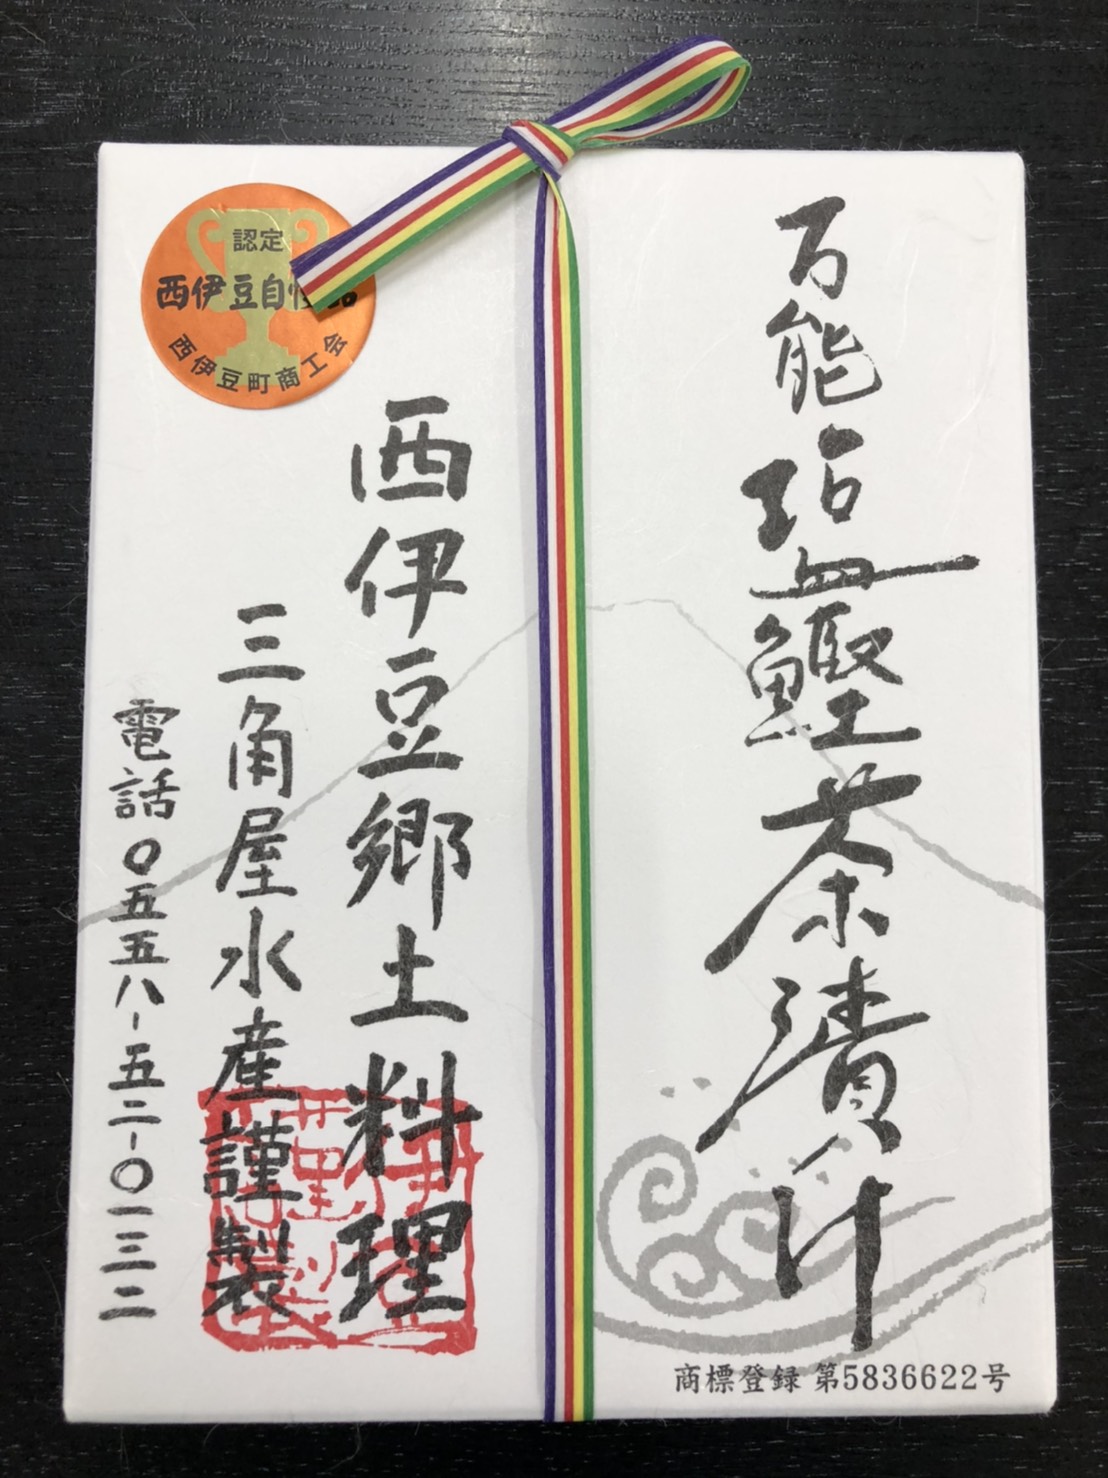 万能塩鰹茶漬け
西伊豆郷土料理
三角屋水産謹製
電話〇五五八-五二-〇一三二
認定
西伊豆自
西伊豆町商工会
商標登録 第5836622号